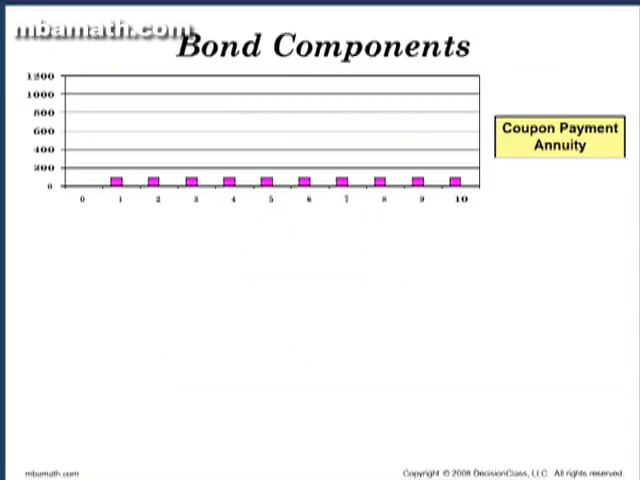 mbamath.com
Bond Components
1200
1000
800
600
400
200
0
0 1 2 3 4 5 6 7 8 9 10
Coupon Payment
Annuity
mbamath.com
Copyright © 2008 DecisionClass, LLC. All rights reserved.